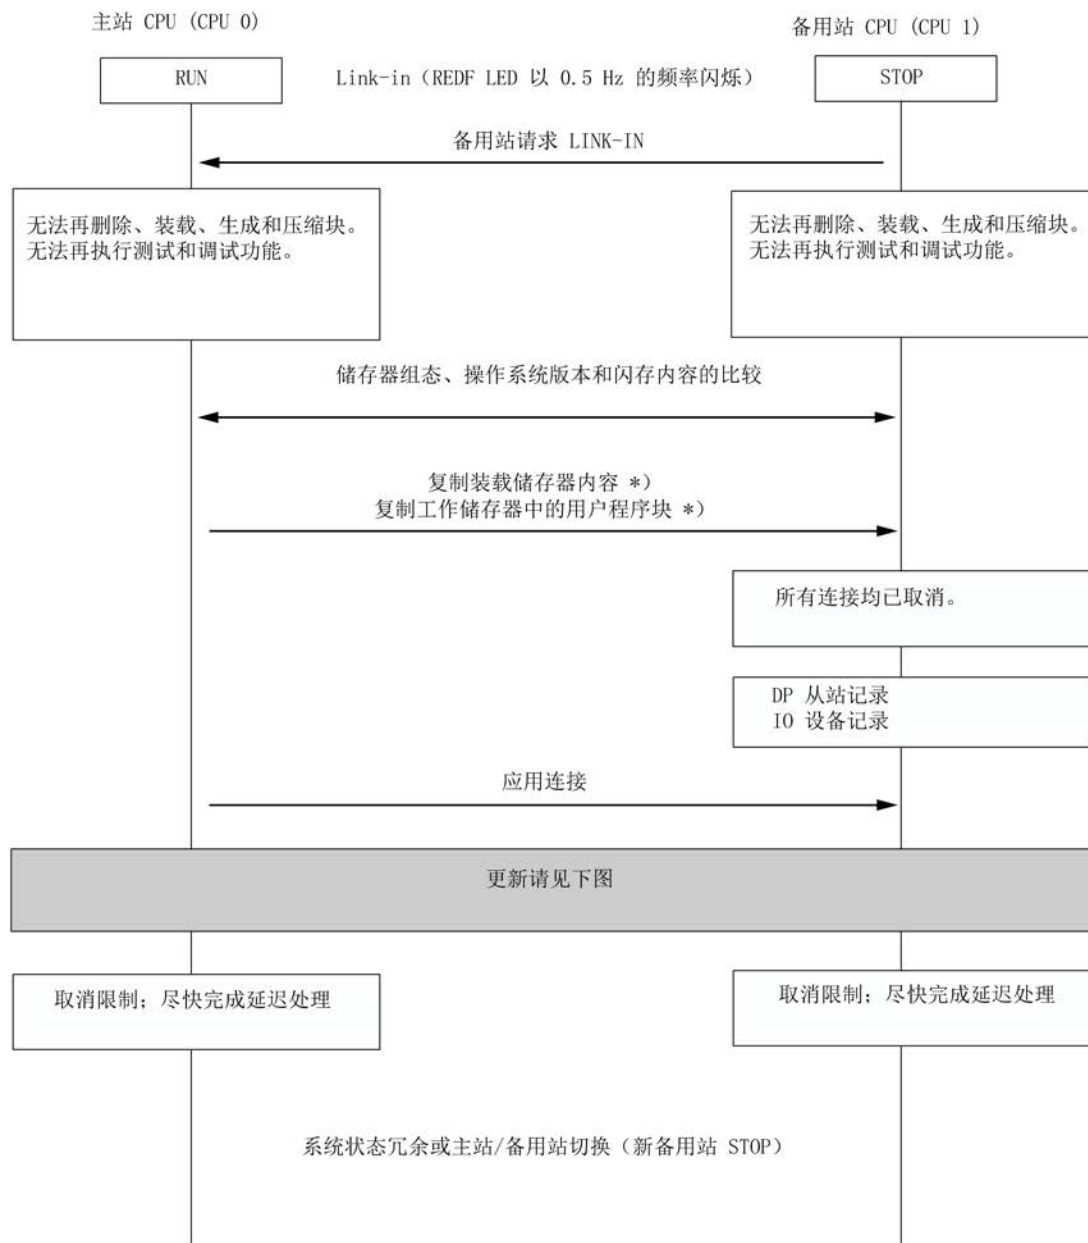 主站 CPU (CPU 0)
备用站 CPU (CPU 1)
RUN
Link-in（REDF LED 以 0.5 Hz 的频率闪烁）
STOP
备用站请求 LINK-IN
无法再删除、装载、生成和压缩块。
无法再执行测试和调试功能。
无法再删除、装载、生成和压缩块。
无法再执行测试和调试功能。
储存器组态、操作系统版本和闪存内容的比较
复制装载储存器内容 *)
复制工作储存器中的用户程序块 *)
所有连接均已取消。
DP 从站记录
IO 设备记录
应用连接
更新请见下图
取消限制；尽快完成延迟处理
取消限制；尽快完成延迟处理
系统状态冗余或主站/备用站切换（新备用站 STOP）